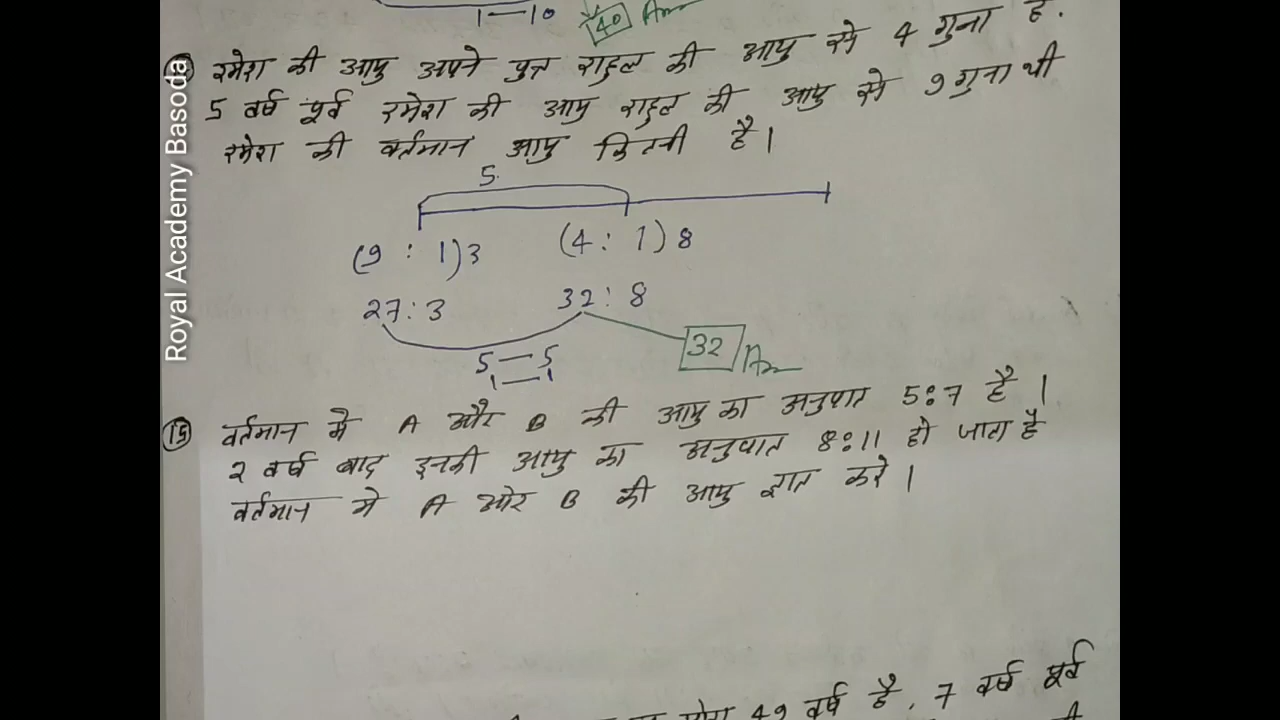 1—10
40 Ans
रमेश की आयु अपने पुत्र राहुल की आयु से 4 गुना है.
5 वर्ष पूर्व रमेश की आयु राहुल की आयु से 9 गुना थी
रमेश की वर्तमान आयु कितनी है।
5
(9 : 1)3 (4 : 1) 8
27:3 32 : 8
5—5
1—1
32 Ans
15 वर्तमान मे A और B की आयु का अनुपात 5:7 है।
2 वर्ष बाद इनकी आयु का अनुपात 8:11 हो जाता है
वर्तमान मे A और B की आयु ज्ञात करे।
49 वर्ष है, 7 वर्ष पूर्व
Royal Academy Basoda